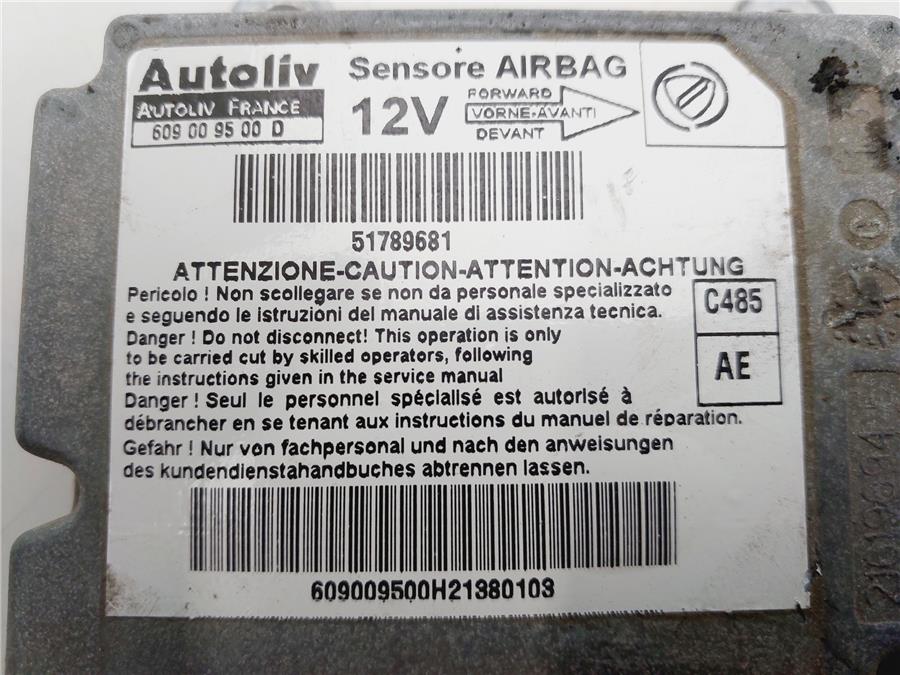 Autoliv
AUTOLIV FRANCE
609 00 95 00 D
Sensore AIRBAG
12V
FORWARD
VORNE-AVANTI
DEVANT
51789681
ATTENZIONE-CAUTION-ATTENTION-ACHTUNG
Pericolo ! Non scollegare se non da personale specializzato
e seguendo le istruzioni del manuale di assistenza tecnica.
Danger ! Do not disconnect! This operation is only
to be carried cut by skilled operators, following
the instructions given in the service manual
Danger ! Seul le personnel spécilalisé est autorisé à
débrancher en se tenant aux instructions du manuel de réparation.
Gefahr ! Nur von fachpersonal und nach den anweisungen
des kundendienstahandbuches abtrennen lassen.
C485
AE
609009500H21380103